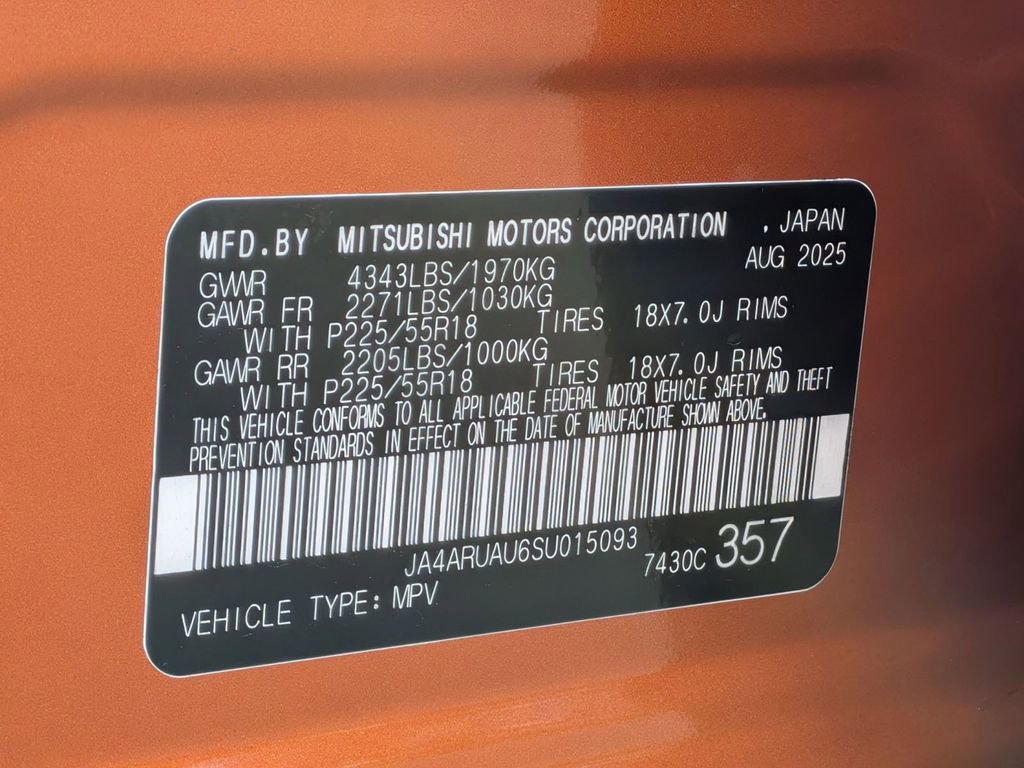 MFD.BY MITSUBISHI MOTORS CORPORATION . JAPAN
AUG 2025
GWWR 4343LBS/1970KG
GAWR FR 2271LBS/1030KG
WITH P225/55R18 TIRES 18X7.0J RIMS
GAWR RR 2205LBS/1000KG
WITH P225/55R18 TIRES 18X7.0J RIMS
THIS VEHICLE CONFORMS TO ALL APPLICABLE FEDERAL MOTOR VEHICLE SAFETY AND THEFT
PREVENTION STANDARDS IN EFFECT ON THE DATE OF MANUFACTURE SHOWN ABOVE.
JA4ARUAU6SU015093
7430C 357
VEHICLE TYPE: MPV